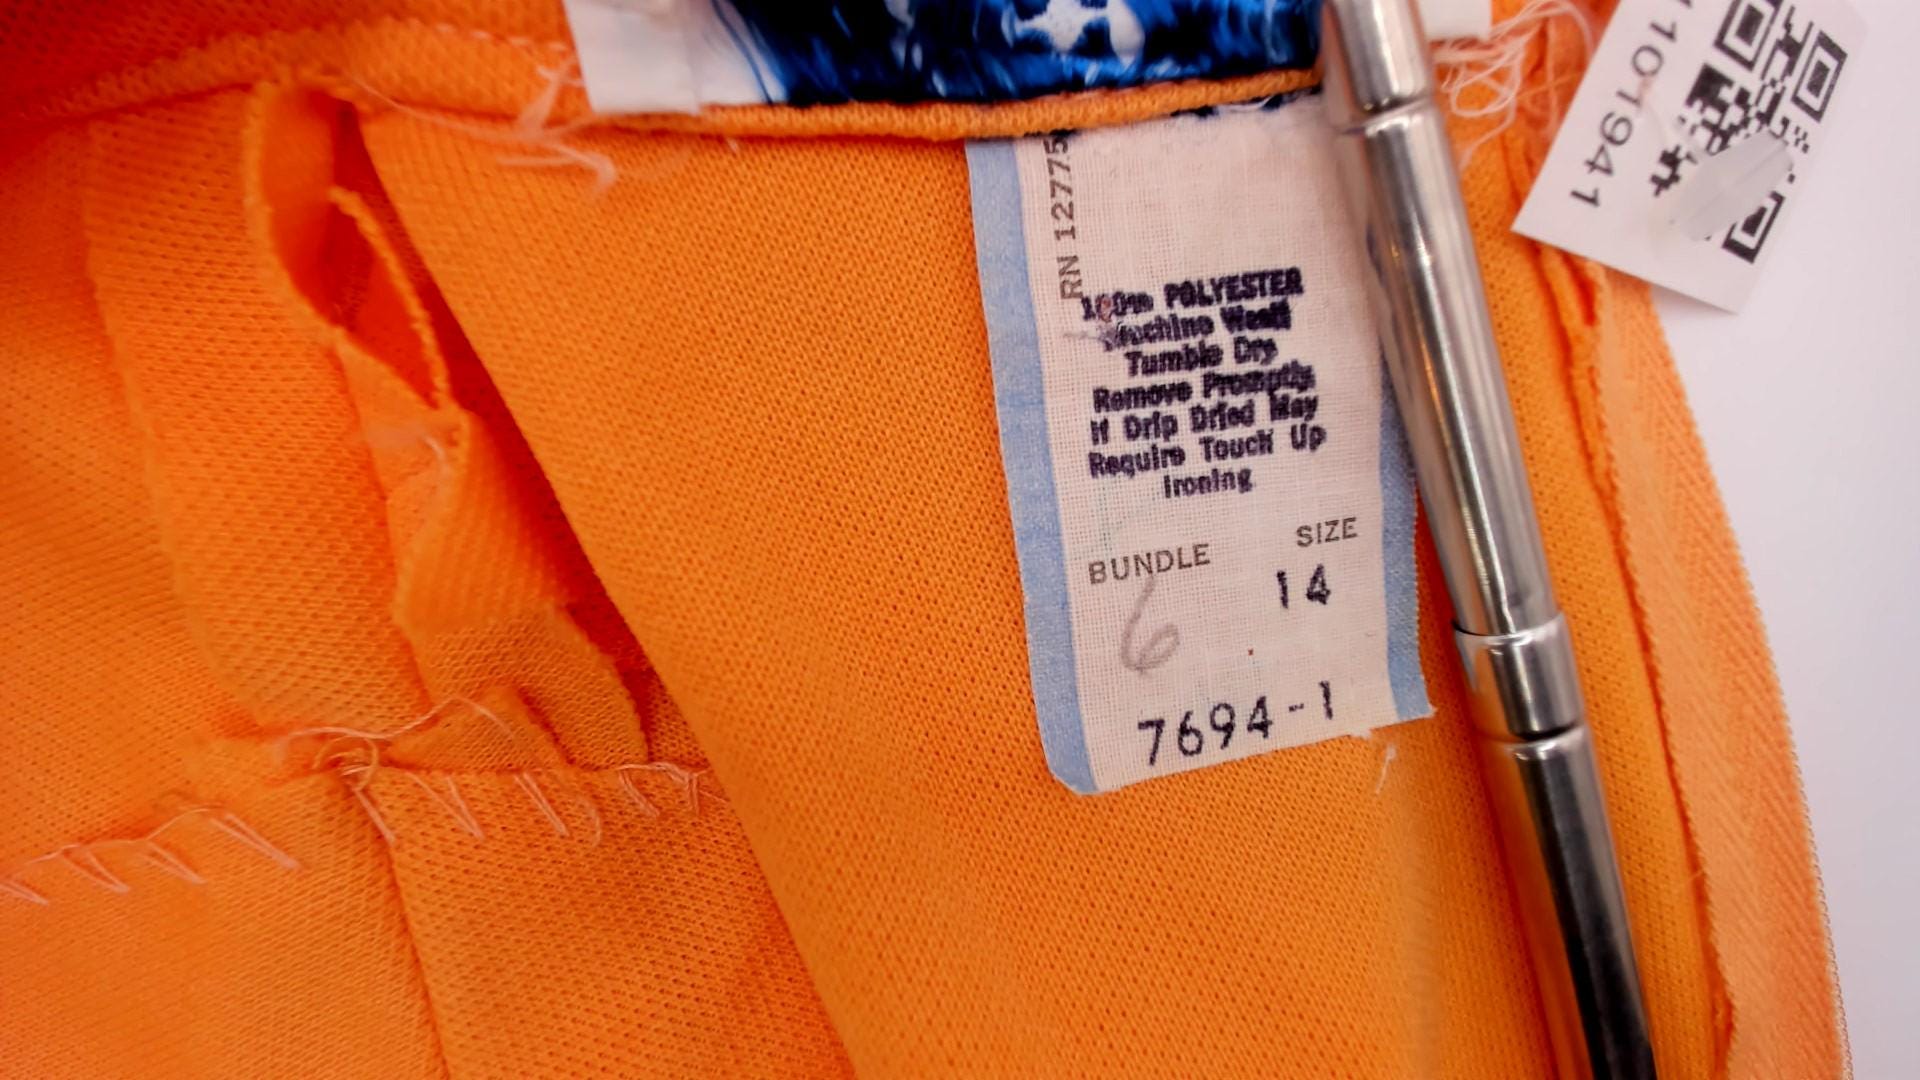 RN 12775
100% POLYESTER
Machine Wash
Tumble Dry
Remove Promptly
If Drip Dried May
Require Touch Up
Ironing
BUNDLE SIZE
6 14
7694-1
1101941